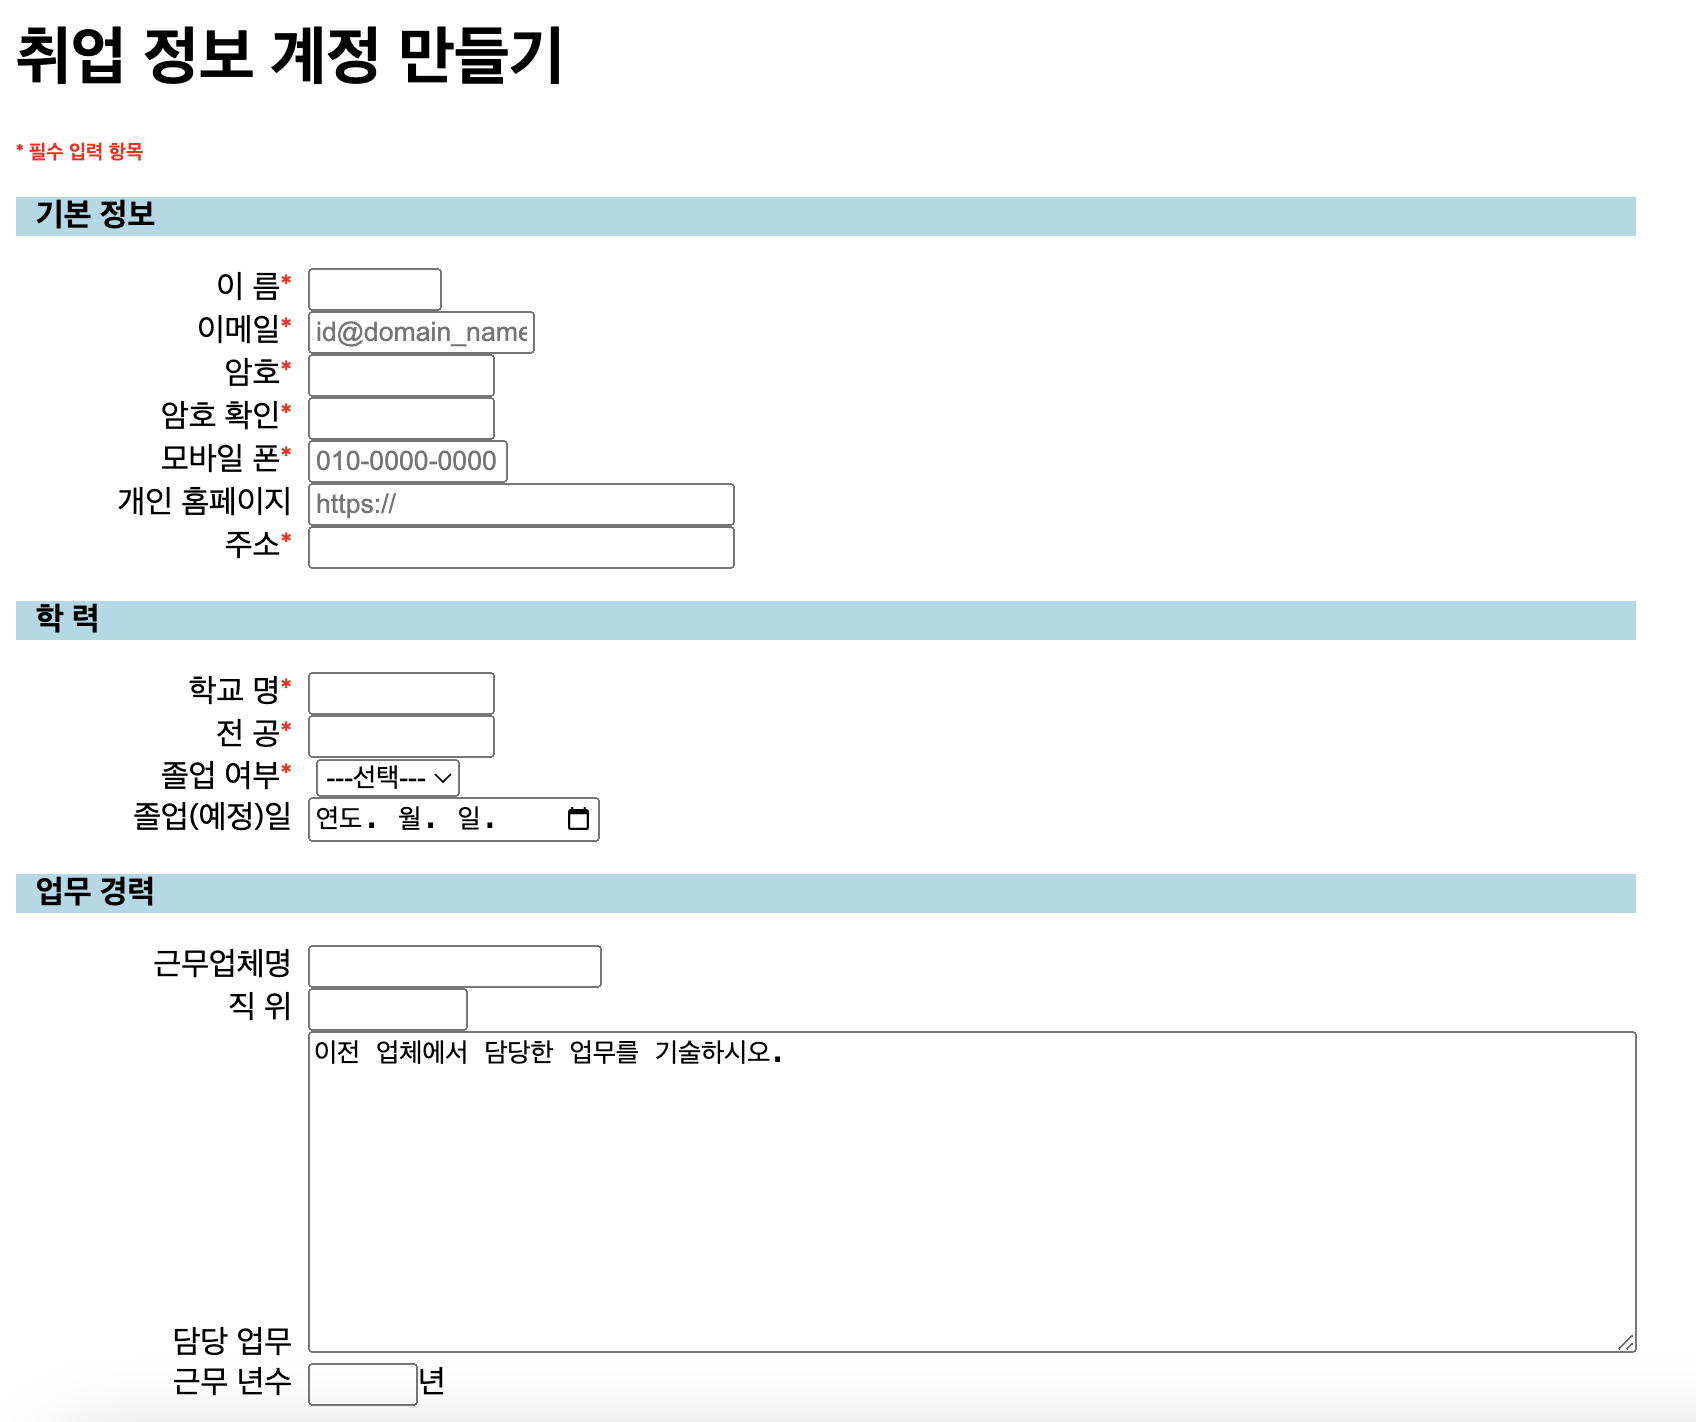 취업 정보 계정 만들기
* 필수 입력 항목
기본 정보
이 름*
이메일* id@domain_name
암호*
암호 확인*
모바일 폰* 010-0000-0000
개인 홈페이지 https://
주소*
학 력
학교 명*
전 공*
졸업 여부* ---선택---
졸업(예정)일 연도. 월. 일.
업무 경력
근무업체명
직 위
이전 업체에서 담당한 업무를 기술하시오.
담당 업무
근무 년수 년